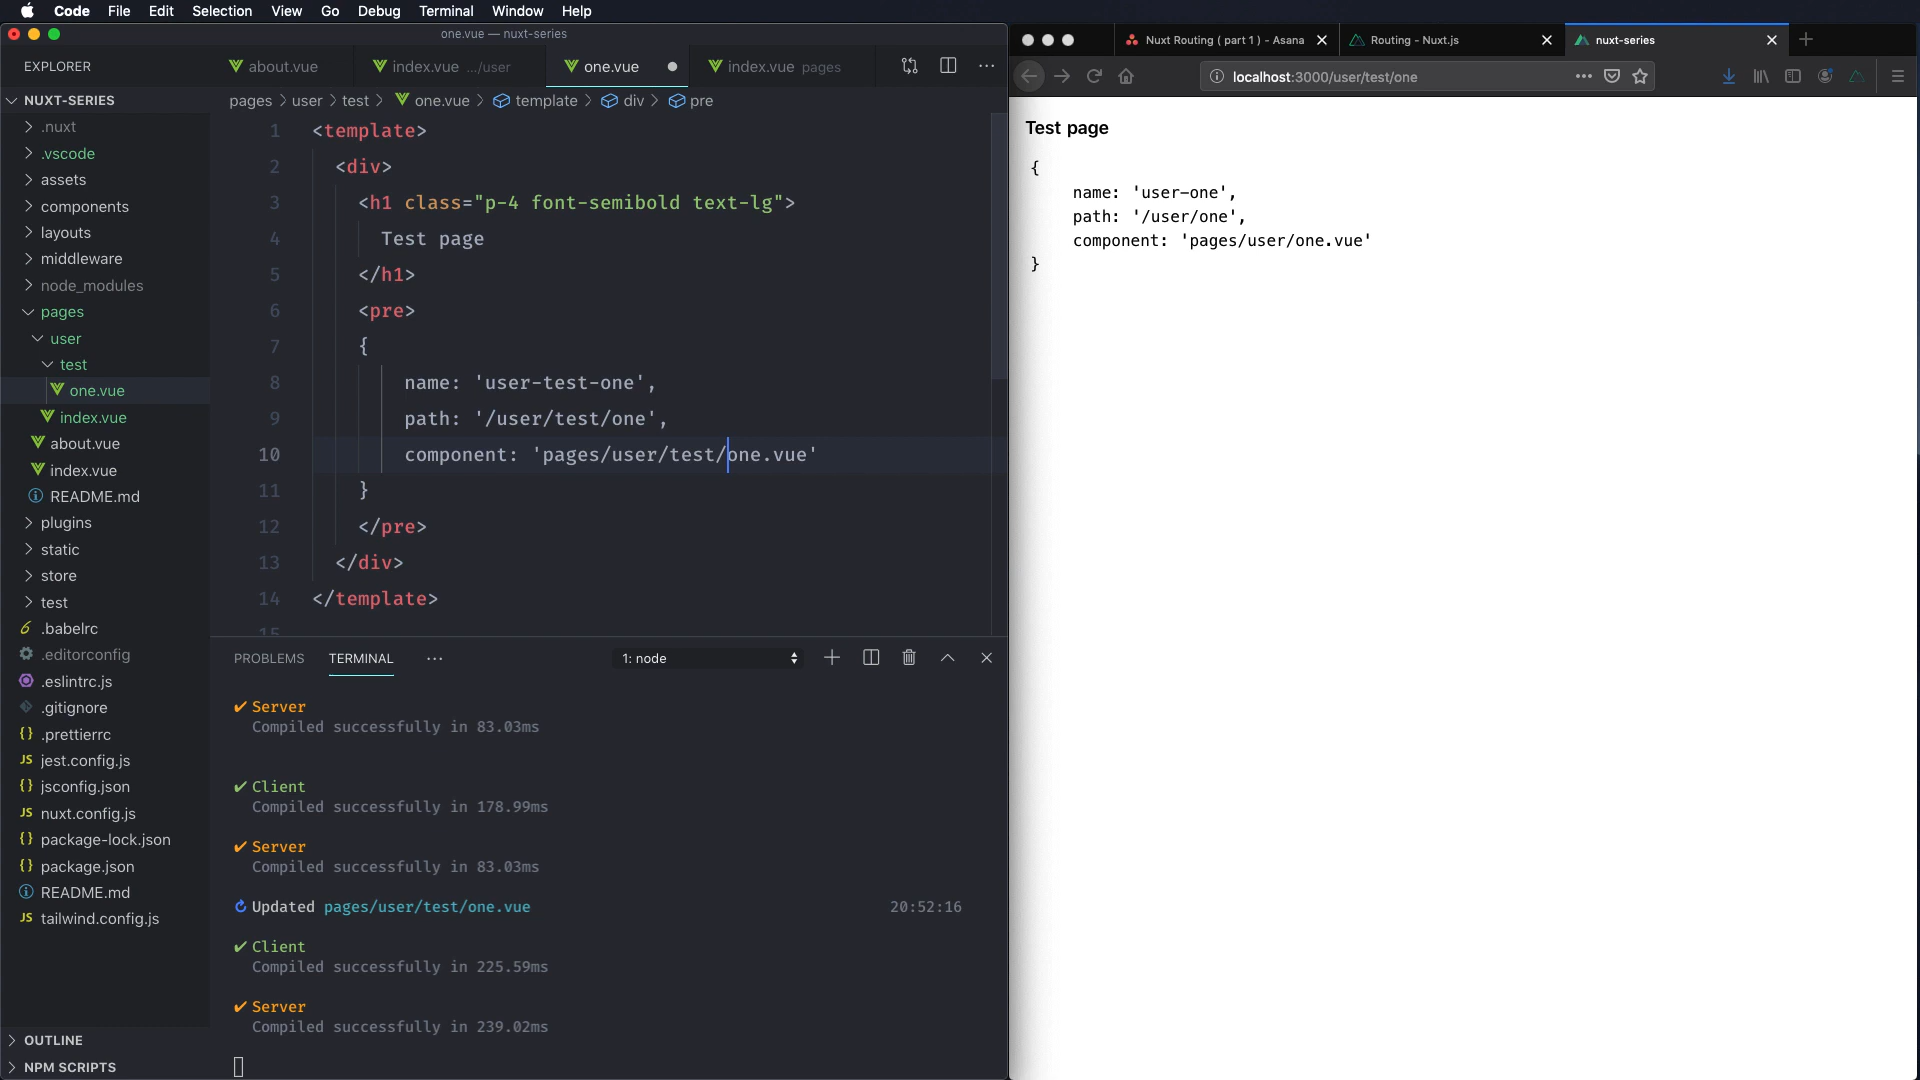 Code File Edit Selection View Go Debug Terminal Window Help
one.vue — nuxt-series
EXPLORER
about.vue
index.vue .../user
one.vue
index.vue pages
NUXT-SERIES
pages > user > test > one.vue > template > div > pre
.nuxt
.vscode
assets
components
layouts
middleware
node_modules
pages
user
test
one.vue
index.vue
about.vue
index.vue
README.md
plugins
static
store
test
.babelrc
.editorconfig
.eslintrc.js
.gitignore
.prettierrc
jest.config.js
jsconfig.json
nuxt.config.js
package-lock.json
package.json
README.md
tailwind.config.js
OUTLINE
NPM SCRIPTS
1 <template>
2 <div>
3 <h1 class="p-4 font-semibold text-lg">
4 Test page
5 </h1>
6 <pre>
7 {
8 name: 'user-test-one',
9 path: '/user/test/one',
10 component: 'pages/user/test/one.vue'
11 }
12 </pre>
13 </div>
14 </template>
15
PROBLEMS TERMINAL ... 1: node
✔ Server
Compiled successfully in 83.03ms
✔ Client
Compiled successfully in 178.99ms
✔ Server
Compiled successfully in 83.03ms
↻ Updated pages/user/test/one.vue 20:52:16
✔ Client
Compiled successfully in 225.59ms
✔ Server
Compiled successfully in 239.02ms
Nuxt Routing ( part 1 ) - Asana
Routing - Nuxt.js
nuxt-series
localhost:3000/user/test/one
Test page
{
name: 'user-one',
path: '/user/one',
component: 'pages/user/one.vue'
}